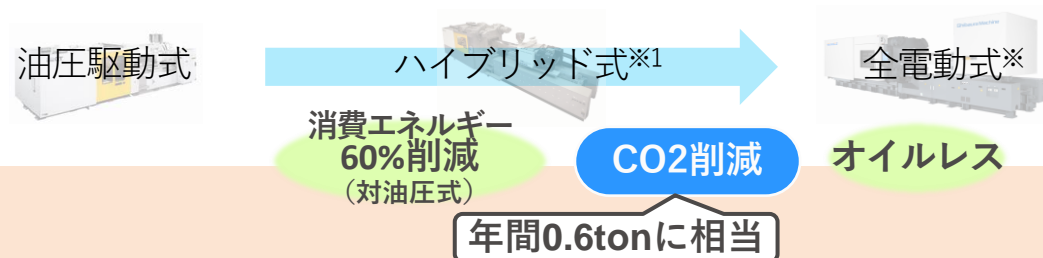 油圧駆動式
ハイブリッド式※1
全電動式※
消費エネルギー
60%削減
（対油圧式）
CO2削減
オイルレス
年間0.6tonに相当